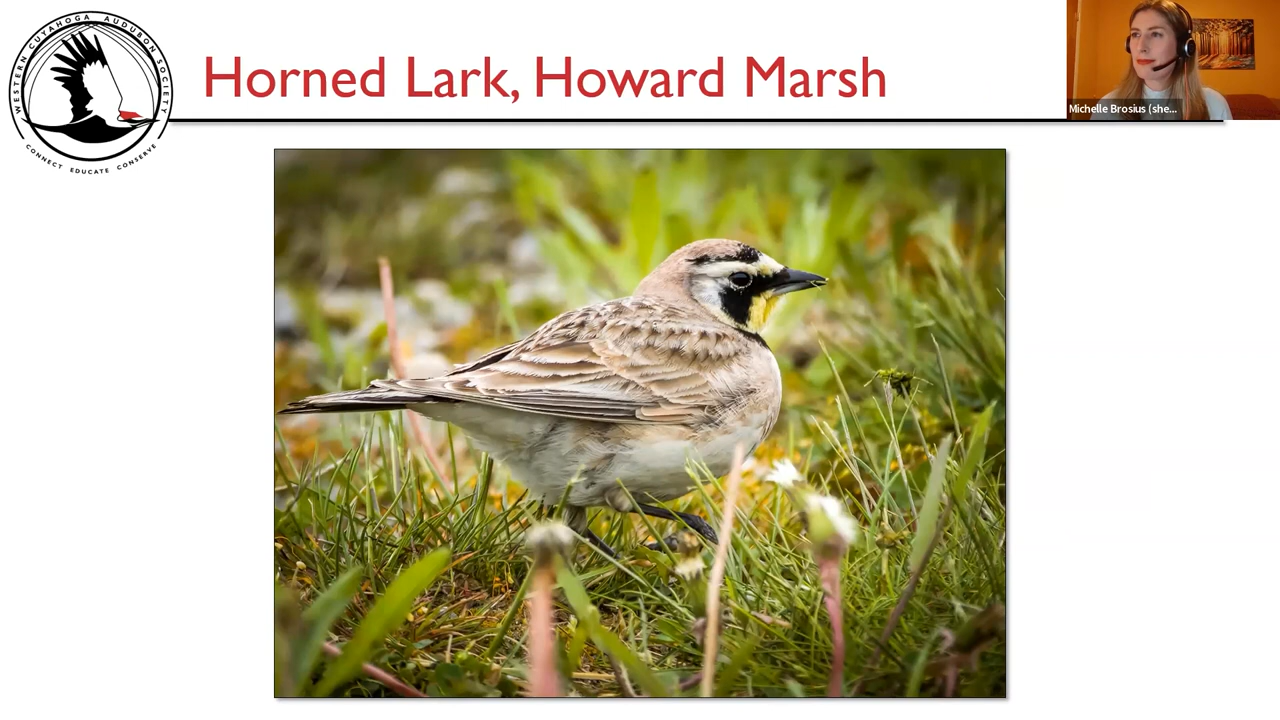 WESTERN CUYAHOGA AUDUBON SOCIETY
CONNECT EDUCATE CONSERVE
Horned Lark, Howard Marsh
Michelle Brosius (she...